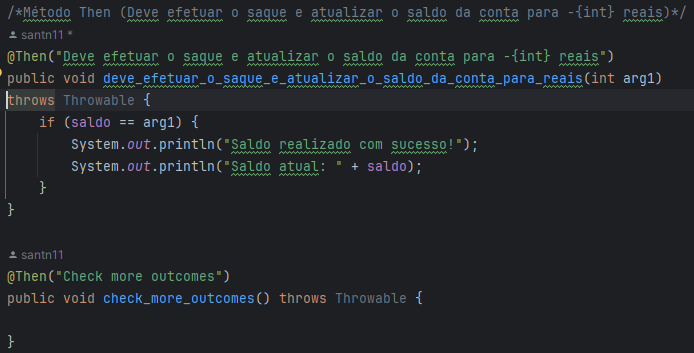 /*Método Then (Deve efetuar o saque e atualizar o saldo da conta para -{int} reais)*/
santn11 *
@Then("Deve efetuar o saque e atualizar o saldo da conta para -{int} reais")
public void deve_efetuar_o_saque_e_atualizar_o_saldo_da_conta_para_reais(int arg1)
throws Throwable {
if (saldo == arg1) {
System.out.println("Saldo realizado com sucesso!");
System.out.println("Saldo atual: " + saldo);
}
}
santn11
@Then("Check more outcomes")
public void check_more_outcomes() throws Throwable {
}